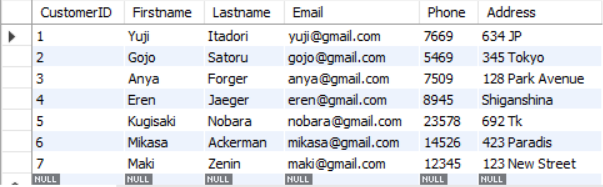 CustomerID Firstname Lastname Email Phone Address
1 Yuji Itadori yuji@gmail.com 7669 634 JP
2 Gojo Satoru gojo@gmail.com 5469 345 Tokyo
3 Anya Forger anya@gmail.com 7509 128 Park Avenue
4 Eren Jaeger eren@gmail.com 8945 Shiganshina
5 Kugisaki Nobara nobara@gmail.com 23578 692 Tk
6 Mikasa Ackerman mikasa@gmail.com 14526 423 Paradis
7 Maki Zenin maki@gmail.com 12345 123 New Street
NULL NULL NULL NULL NULL NULL